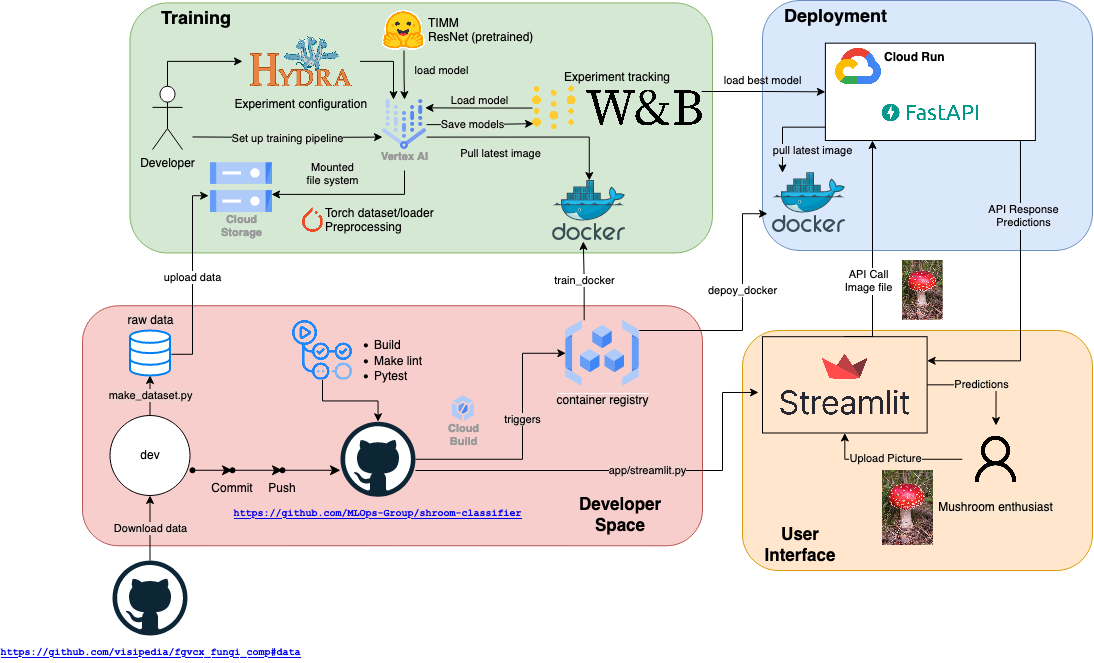 Training
TIMM
ResNet (pretrained)
HYDRA
Experiment configuration
load model
Experiment tracking
W&B
Load model
Save models
Set up training pipeline
Developer
Vertex AI
Pull latest image
Mounted
file system
Cloud
Storage
Torch dataset/loader
Preprocessing
docker
Deployment
load best model
Cloud Run
FastAPI
pull latest image
docker
API Response
Predictions
upload data
train_docker
depoy_docker
API Call
Image file
raw data
Build
Make lint
Pytest
make_dataset.py
container registry
Cloud
Build
triggers
dev
Commit
Push
app/streamlit.py
https://github.com/MLOps-Group/shroom-classifier
Developer
Space
Download data
https://github.com/visipedia/fgvcx_fungi_comp#data
Streamlit
Predictions
Upload Picture
Mushroom enthusiast
User
Interface